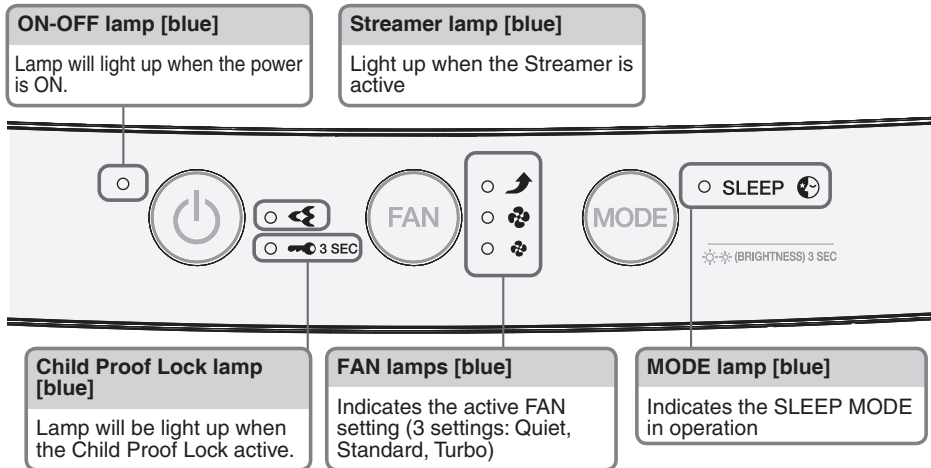 ON-OFF lamp [blue]
Lamp will light up when the power
is ON.
Streamer lamp [blue]
Light up when the Streamer is
active
3 SEC
FAN
MODE
SLEEP
(BRIGHTNESS) 3 SEC
Child Proof Lock lamp
[blue]
Lamp will be light up when
the Child Proof Lock active.
FAN lamps [blue]
Indicates the active FAN
setting (3 settings: Quiet,
Standard, Turbo)
MODE lamp [blue]
Indicates the SLEEP MODE
in operation